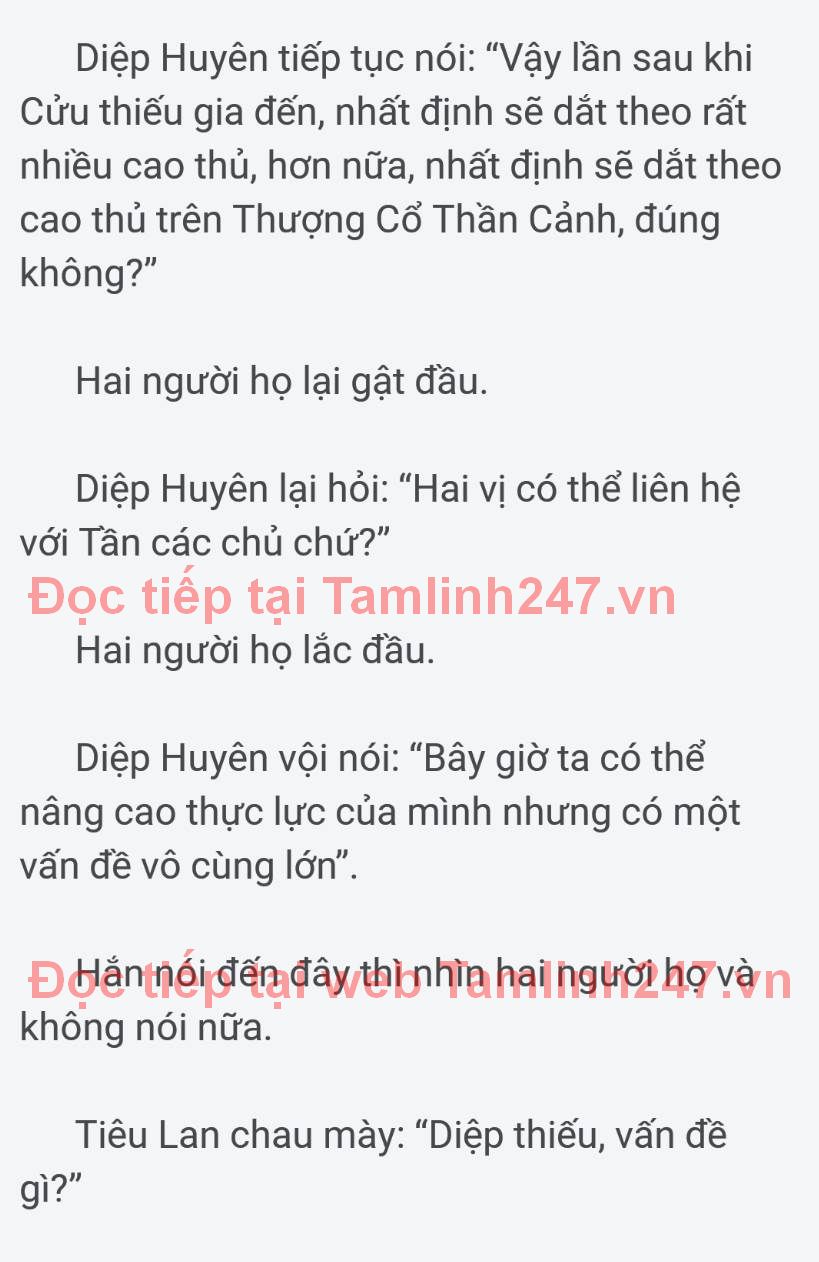 Diệp Huyên tiếp tục nói: “Vậy lần sau khi
Cửu thiếu gia đến, nhất định sẽ dắt theo rất
nhiều cao thủ, hơn nữa, nhất định sẽ dắt theo
cao thủ trên Thượng Cổ Thần Cảnh, đúng
không?”
Hai người họ lại gật đầu.
Diệp Huyên lại hỏi: “Hai vị có thể liên hệ
với Tần các chủ chứ?”
Đọc tiếp tại Tamlinh247.vn
Hai người họ lắc đầu.
Diệp Huyên vội nói: “Bây giờ ta có thể
nâng cao thực lực của mình nhưng có một
vấn đề vô cùng lớn”.
Hắn nói đến đây thì nhìn hai người họ và
Đọc tiếp tại web Tamlinh247.vn
không nói nữa.
Tiêu Lan chau mày: “Diệp thiếu, vấn đề
gì?”